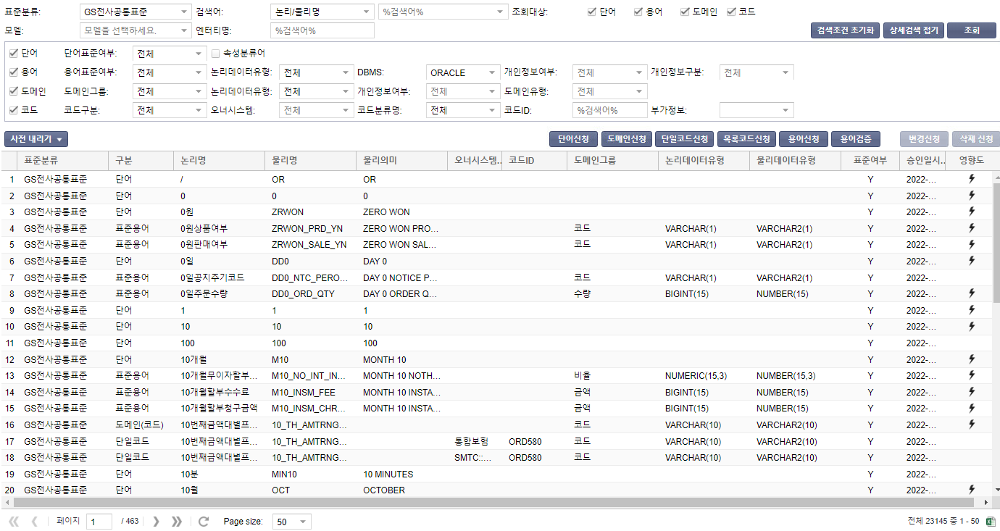 표준분류: GS전사공통표준 검색어: 논리/물리명 %검색어% 조회대상: 단어 용어 도메인 코드
모델: 모델을 선택하세요. 엔터티명: %검색어% 검색조건 초기화 상세검색 접기 조회
단어 단어표준여부: 전체 속성분류어
용어 용어표준여부: 전체 논리데이터유형: 전체 DBMS: ORACLE 개인정보여부: 전체 개인정보구분: 전체
도메인 도메인그룹: 전체 논리데이터유형: 전체 개인정보여부: 전체 도메인유형: 전체
코드 코드구분: 전체 오너시스템: 전체 코드분류명: 전체 코드ID: %검색어% 부가정보:
사전 내리기 단어신청 도메인신청 단일코드신청 목록코드신청 용어신청 용어검증 변경신청 삭제 신청
표준분류 구분 논리명 물리명 물리의미 오너시스템.. 코드ID 도메인그룹 논리데이터유형 물리데이터유형 표준여부 승인일시.. 영향도
1 GS전사공통표준 단어 / OR OR Y 2022-...
2 GS전사공통표준 단어 0 0 0 Y 2022-...
3 GS전사공통표준 단어 0원 ZRWON ZERO WON Y 2022-...
4 GS전사공통표준 표준용어 0원상품여부 ZRWON_PRD_YN ZERO WON PRO... 코드 VARCHAR(1) VARCHAR2(1) Y 2022-...
5 GS전사공통표준 표준용어 0원판매여부 ZRWON_SALE_YN ZERO WON SAL... 코드 VARCHAR(1) VARCHAR2(1) Y 2022-...
6 GS전사공통표준 단어 0일 DD0 DAY 0 Y 2022-...
7 GS전사공통표준 표준용어 0일공지주기코드 DD0_NTC_PERO... DAY 0 NOTICE P... 코드 VARCHAR(1) VARCHAR2(1) Y 2022-...
8 GS전사공통표준 표준용어 0일주문수량 DD0_ORD_QTY DAY 0 ORDER Q... 수량 BIGINT(15) NUMBER(15) Y 2022-...
9 GS전사공통표준 단어 1 1 1 Y 2022-...
10 GS전사공통표준 단어 10 10 10 Y 2022-...
11 GS전사공통표준 단어 100 100 100 Y 2022-...
12 GS전사공통표준 단어 10개월 M10 MONTH 10 Y 2022-...
13 GS전사공통표준 표준용어 10개월무이자할부... M10_NO_INT_IN... MONTH 10 NOTH... 비율 NUMERIC(15,3) NUMBER(15,3) Y 2022-...
14 GS전사공통표준 표준용어 10개월할부수수료 M10_INSM_FEE MONTH 10 INSTA... 금액 BIGINT(15) NUMBER(15) Y 2022-...
15 GS전사공통표준 표준용어 10개월할부청구금액 M10_INSM_CHR... MONTH 10 INSTA... 금액 BIGINT(15) NUMBER(15) Y 2022-...
16 GS전사공통표준 도메인(코드) 10번째금액대별프... 10_TH_AMTRNG... 코드 VARCHAR(10) VARCHAR2(10) Y 2022-...
17 GS전사공통표준 단일코드 10번째금액대별프... 10_TH_AMTRNG... 통합보험 ORD580 코드 VARCHAR(10) VARCHAR2(10) Y 2022-...
18 GS전사공통표준 단일코드 10번째금액대별프... 10_TH_AMTRNG... SMTC::... ORD580 코드 VARCHAR(10) VARCHAR2(10) Y 2022-...
19 GS전사공통표준 단어 10분 MIN10 10 MINUTES Y 2022-...
20 GS전사공통표준 단어 10월 OCT OCTOBER Y 2022-...
페이지 1 / 463 Page size: 50 전체 23145 중 1 - 50